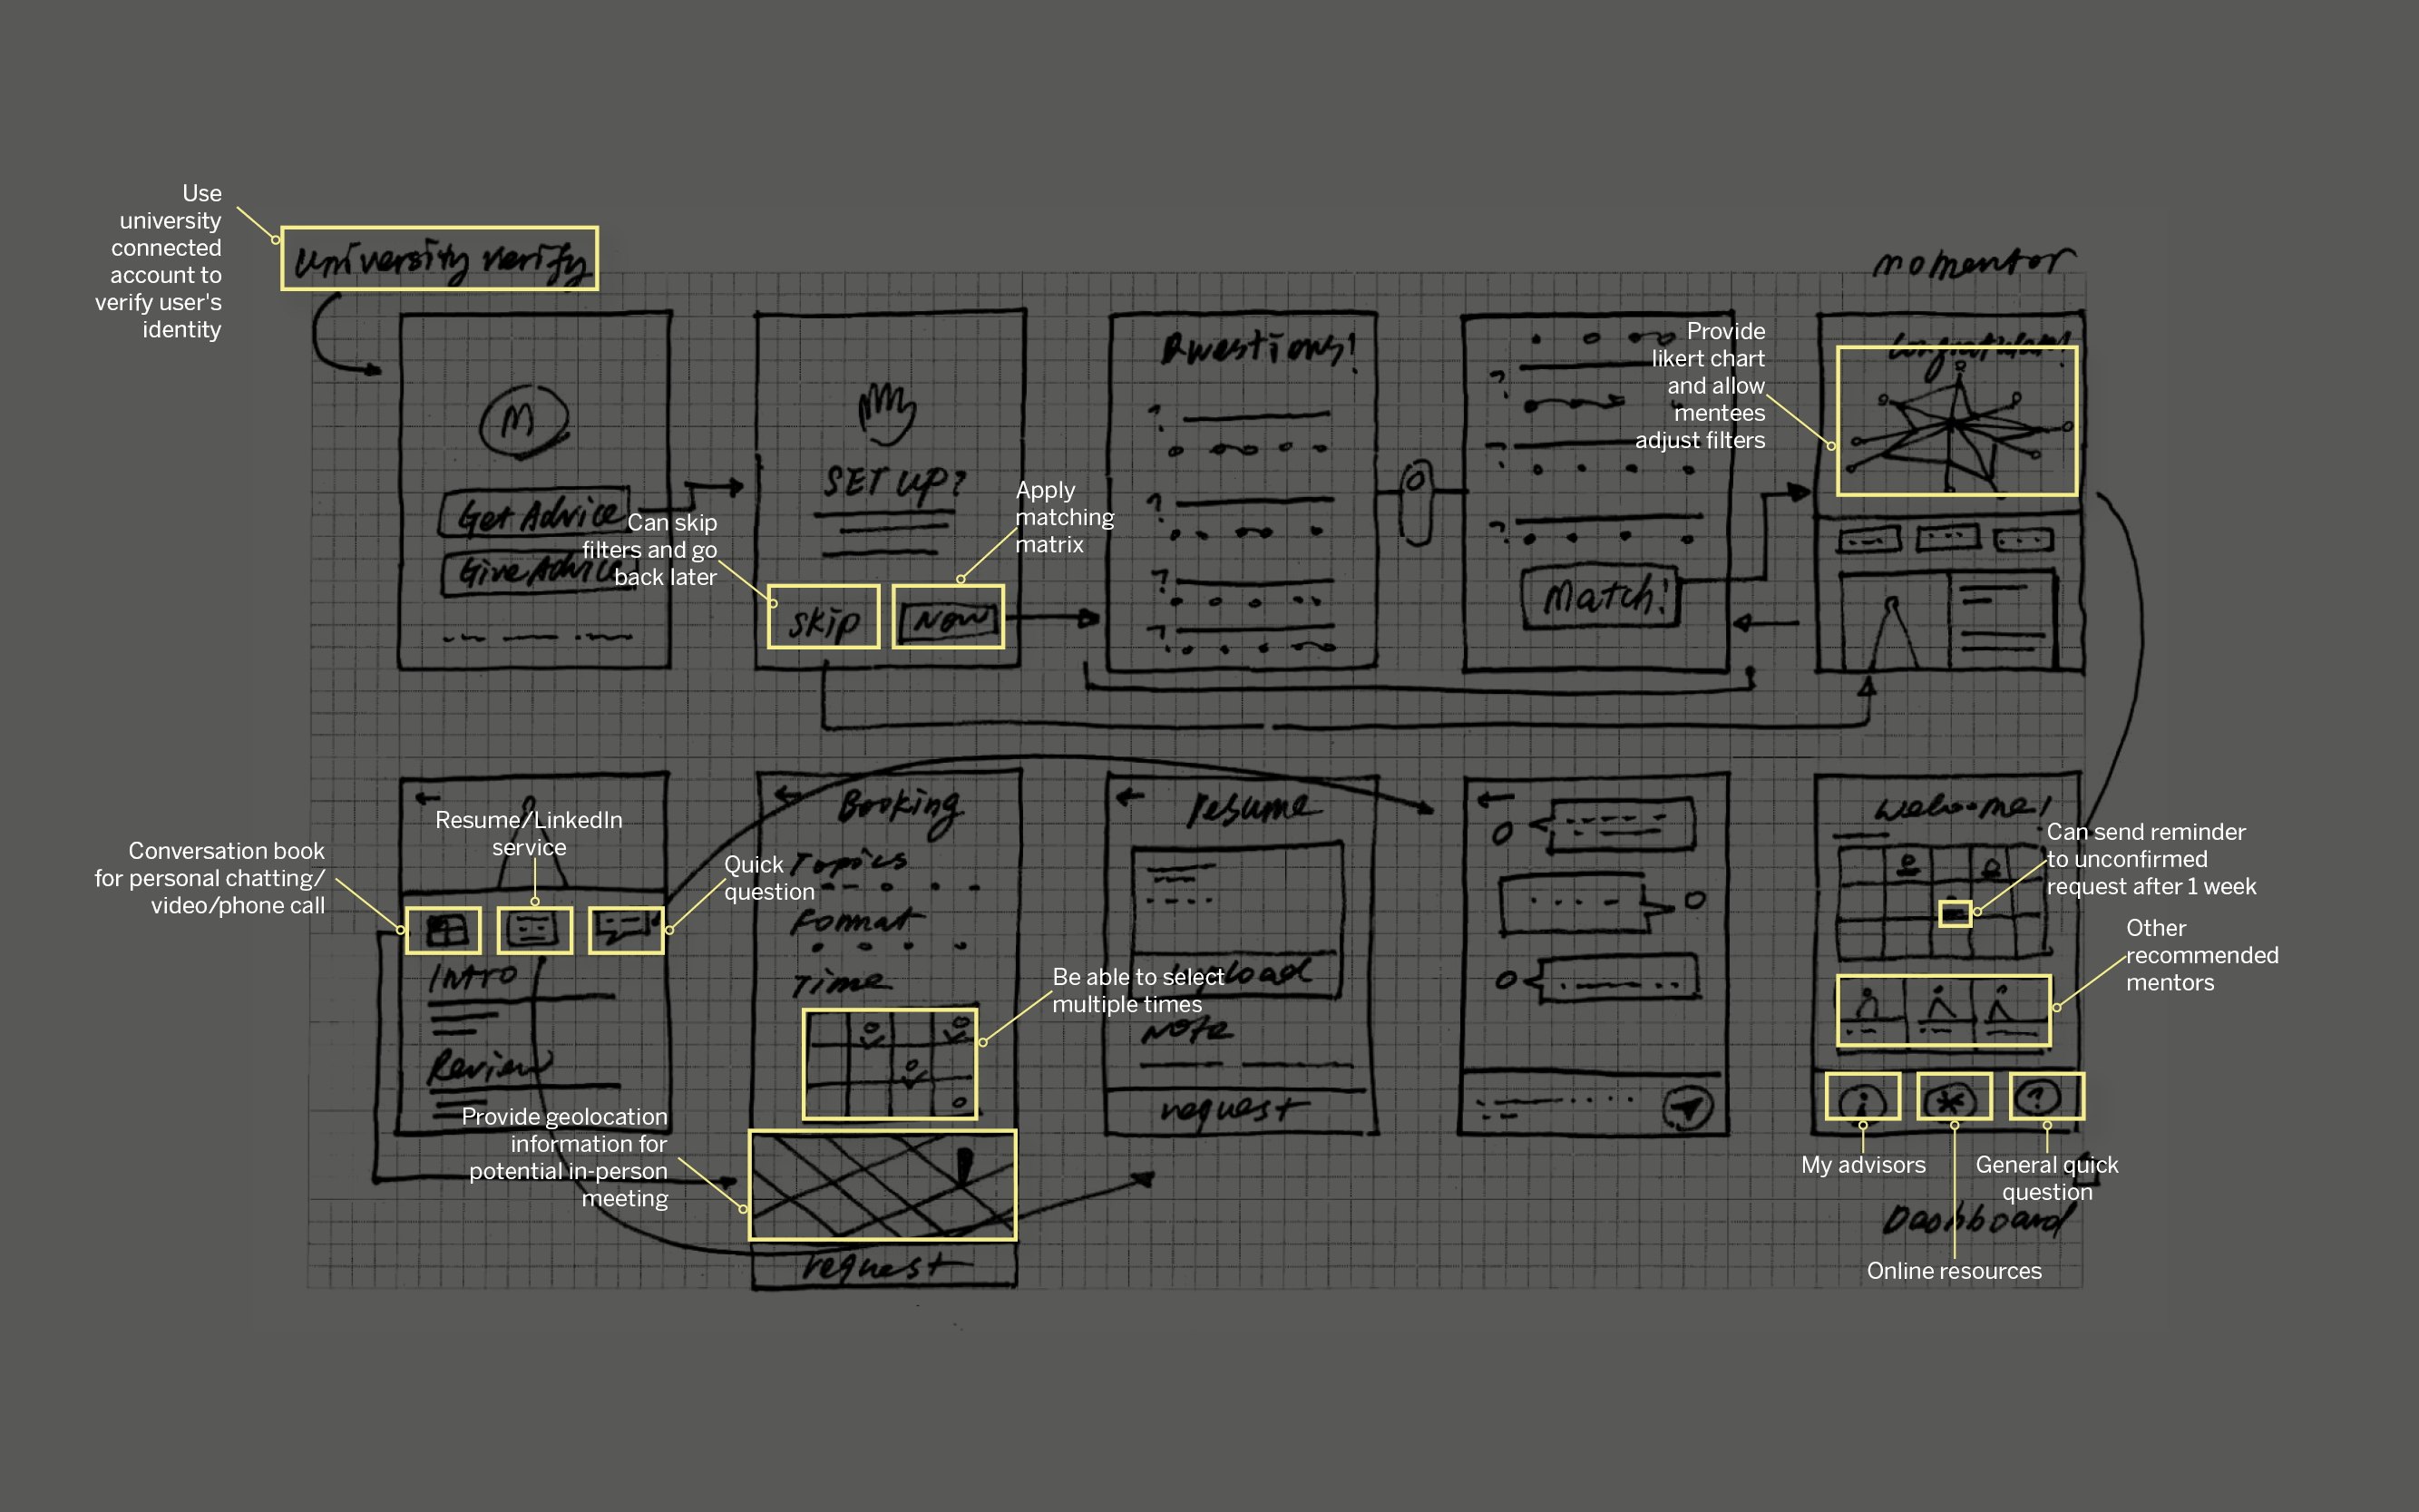 Use
university
connected
account to
verify user's
identity
University Verify
M
Get Advice
Give Advice
Can skip
filters and go
back later
SET UP?
Skip
Now
Apply
matching
matrix
Questions!
?
?
?
?
?
?
?
?
Match!
Provide
likert chart
and allow
mentees
adjust filters
no mentor
Conversation book
for personal chatting/
video/phone call
Resume/LinkedIn
service
Quick
question
Intro
Review
Booking
Topics
Format
Time
Be able to select
multiple times
Provide geolocation
information for
potential in-person
meeting
request
Resume
upload
Note
request
Welcome!
Can send reminder
to unconfirmed
request after 1 week
Other
recommended
mentors
i
*
?
My advisors
General quick
question
Dashboard
Online resources